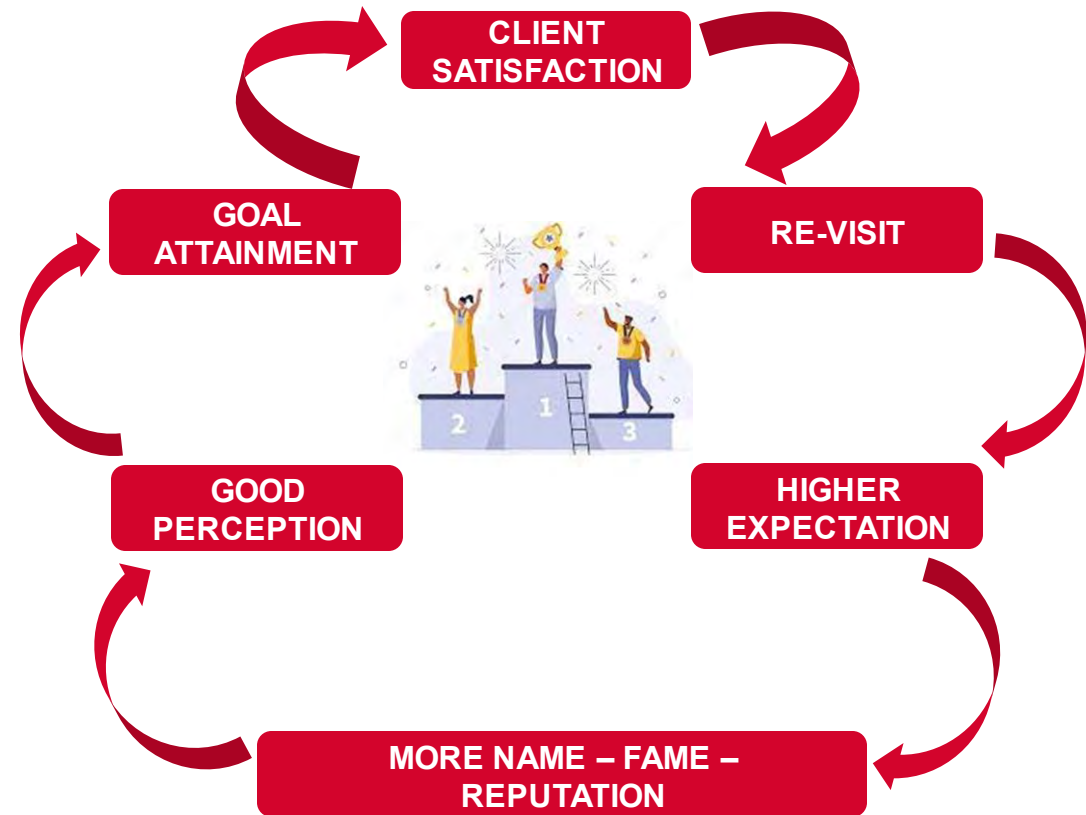 CLIENT
SATISFACTION
RE-VISIT
HIGHER
EXPECTATION
MORE NAME – FAME –
REPUTATION
GOOD
PERCEPTION
GOAL
ATTAINMENT
2
1
3